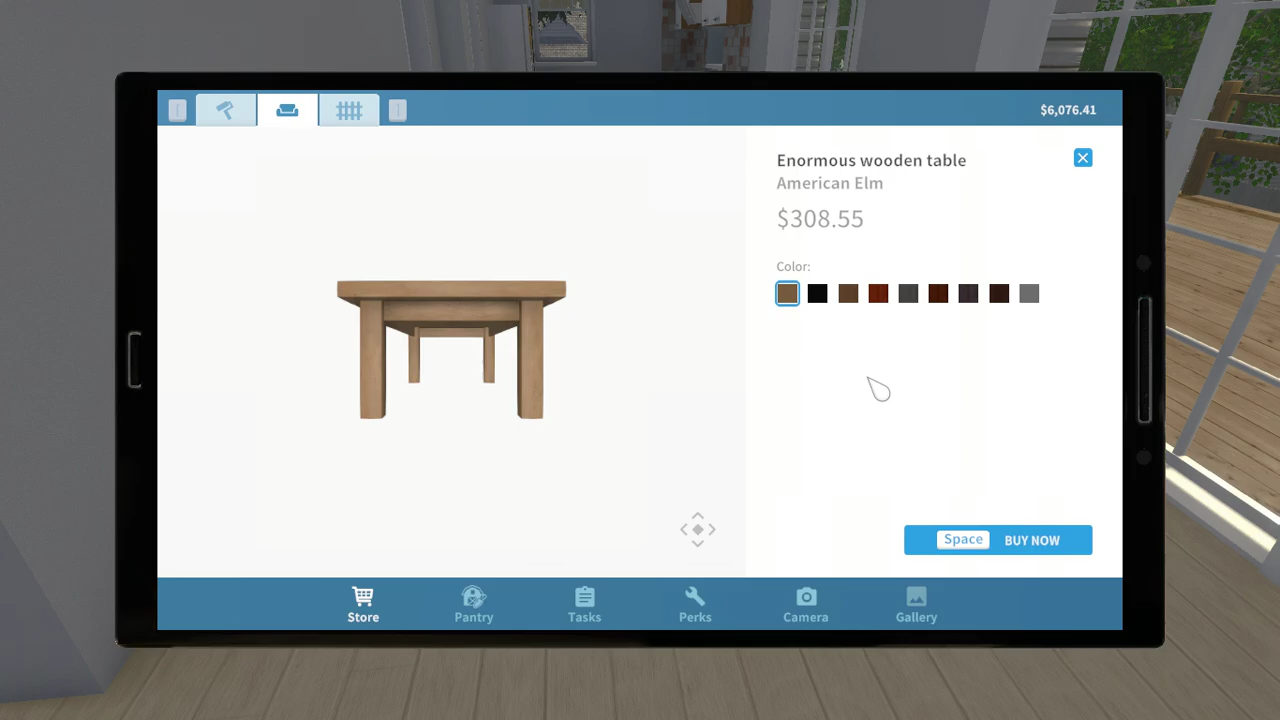 $6,076.41
Enormous wooden table
American Elm
$308.55
Color:
Space BUY NOW
Store Pantry Tasks Perks Camera Gallery